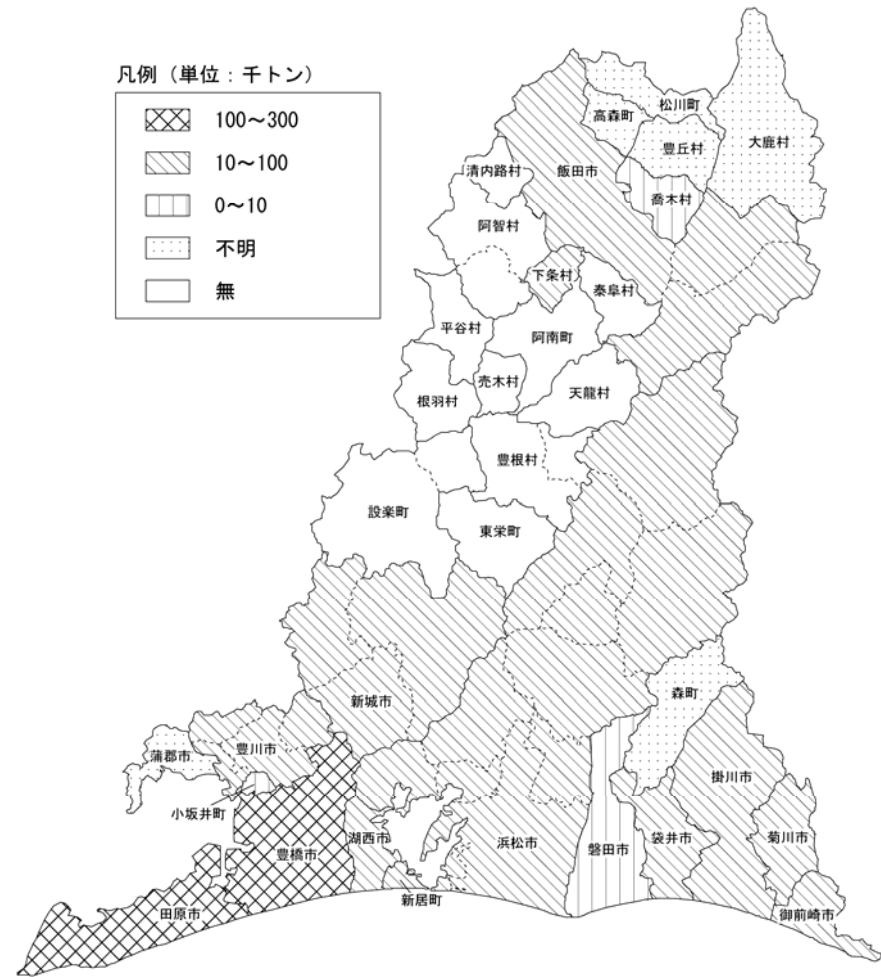 凡例（単位：千トン）
100～300
10～100
0～10
不明
無
松川町
高森町
大鹿村
豊丘村
清内路村
飯田市
喬木村
阿智村
下条村
泰阜村
平谷村
阿南町
売木村
天龍村
根羽村
豊根村
設楽町
東栄町
森町
新城市
豊川市
蒲郡市
掛川市
小坂井町
湖西市
浜松市
袋井市
菊川市
豊橋市
磐田市
新居町
田原市
御前崎市